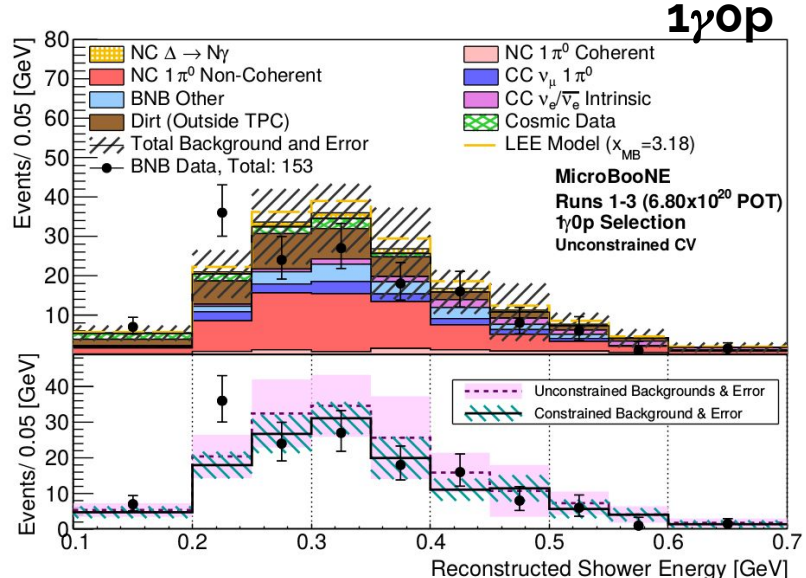 1γ0p
Events/ 0.05 [GeV]
80
70
60
50
40
30
20
10
NC Δ → Nγ
NC 1π⁰ Non-Coherent
BNB Other
Dirt (Outside TPC)
Total Background and Error
BNB Data, Total: 153
NC 1π⁰ Coherent
CC νμ 1π⁰
CC νe/ν̅e Intrinsic
Cosmic Data
LEE Model (xMB=3.18)
MicroBooNE
Runs 1-3 (6.80x10²⁰ POT)
1γ0p Selection
Unconstrained CV
Events/ 0.05 [GeV]
40
30
20
10
0
Unconstrained Backgrounds & Error
Constrained Background & Error
0.1 0.2 0.3 0.4 0.5 0.6 0.7
Reconstructed Shower Energy [GeV]